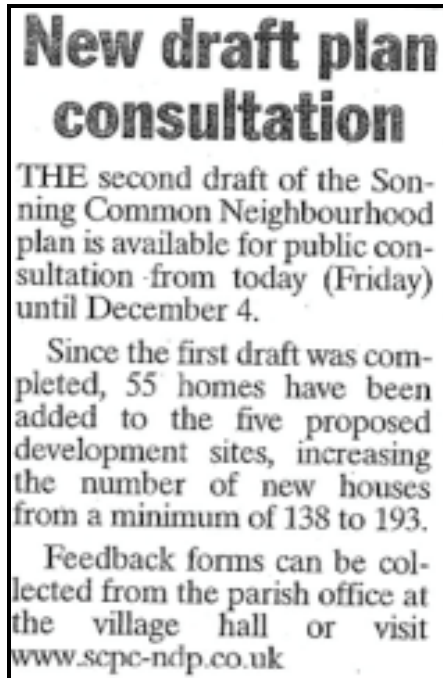 New draft plan
consultation
THE second draft of the Son-
ning Common Neighbourhood
plan is available for public con-
sultation from today (Friday)
until December 4.
Since the first draft was com-
pleted, 55 homes have been
added to the five proposed
development sites, increasing
the number of new houses
from a minimum of 138 to 193.
Feedback forms can be col-
lected from the parish office at
the village hall or visit
www.scpc-ndp.co.uk